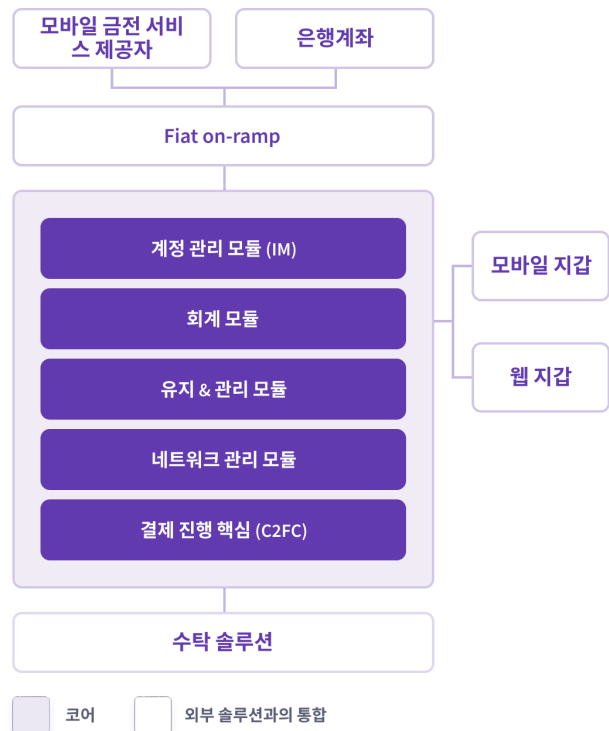 모바일 금전 서비
스 제공자
은행계좌
Fiat on-ramp
계정 관리 모듈 (IM)
회계 모듈
유지 & 관리 모듈
네트워크 관리 모듈
결제 진행 핵심 (C2FC)
모바일 지갑
웹 지갑
수탁 솔루션
코어
외부 솔루션과의 통합